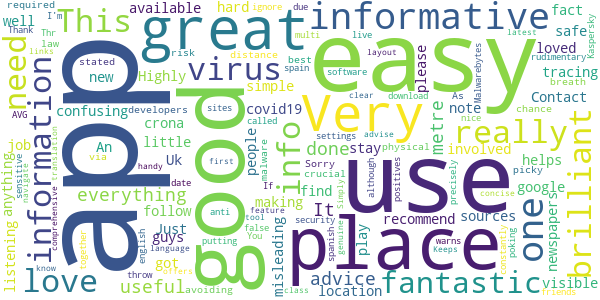 app
good
great
easy
use
place
Very
informative
virus
This
need
information
love
info
really
brilliant
one
fantastic
everything
useful
advice
done
stay
It
covid19
metre
available
hard
Highly
new
confusing
developers
An
Uk
little
crona
simple
people
well
job
listening
anything
follow
Just
guys
got
making
find
misleading
location
play
recommend
sources
newspapers
google
helps
involved
note
As
Contact
tracing
safe
fact
loved
please
picky
visible
via
stated
required
I'm
Thank
Thr
law
links
risk
distance
due
best
spain
live
multi
ignore
software
clear
layout
download
latest
rudimentary
Malwarebytes
Kaspersky
breath
chance
nice
advise
physical
settings
called
Sorry
crucial
If
malware
sites
first
anti
putting
avoiding
feature
tool
false
You
security
spanish
genuine
Simply
although
positives
precisely
warns
Keeps
poking
constantly
concise
friends
class
english
language
date
handy
throw
offers
together
know
comprehensive
translation
sensitive
navigate
AVG